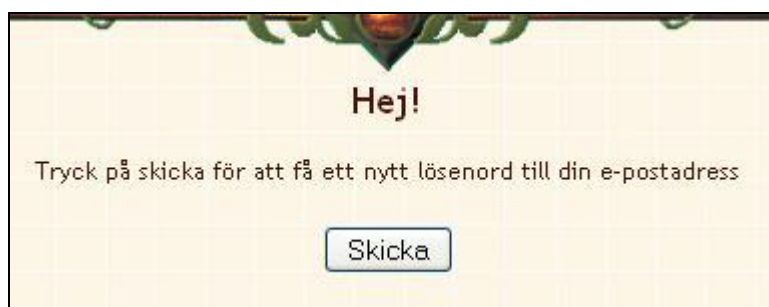 Hej!
Tryck på skicka för att få ett nytt lösenord till din e-postadress
Skicka